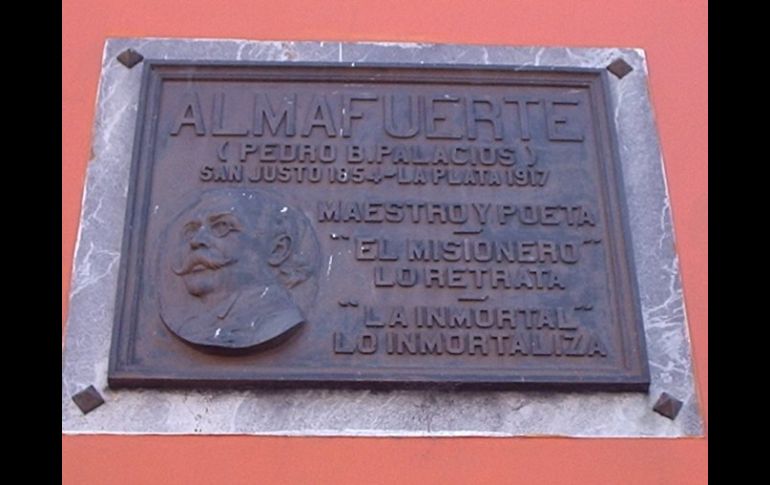 ALMAFUERTE
( PEDRO B. PALACIOS )
SAN JUSTO 1854-LA PLATA 1917
MAESTRO Y POETA
"EL MISIONERO"
LO RETRATA
"LA INMORTAL"
LO INMORTALIZA